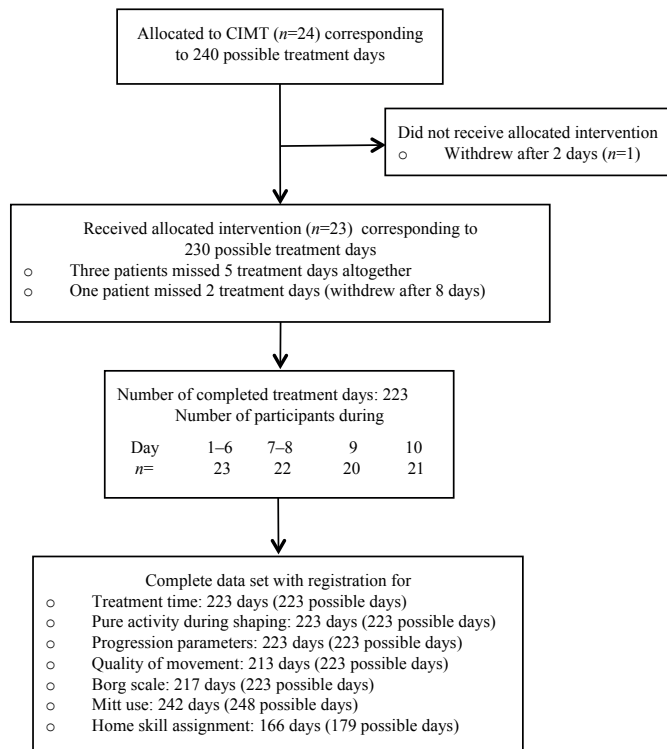 Allocated to CIMT (n=24) corresponding
to 240 possible treatment days
Did not receive allocated intervention
o Withdrew after 2 days (n=1)
Received allocated intervention (n=23) corresponding to
230 possible treatment days
o Three patients missed 5 treatment days altogether
o One patient missed 2 treatment days (withdrew after 8 days)
Number of completed treatment days: 223
Number of participants during
Day 1–6 7–8 9 10
n= 23 22 20 21
Complete data set with registration for
o Treatment time: 223 days (223 possible days)
o Pure activity during shaping: 223 days (223 possible days)
o Progression parameters: 223 days (223 possible days)
o Quality of movement: 213 days (223 possible days)
o Borg scale: 217 days (223 possible days)
o Mitt use: 242 days (248 possible days)
o Home skill assignment: 166 days (179 possible days)